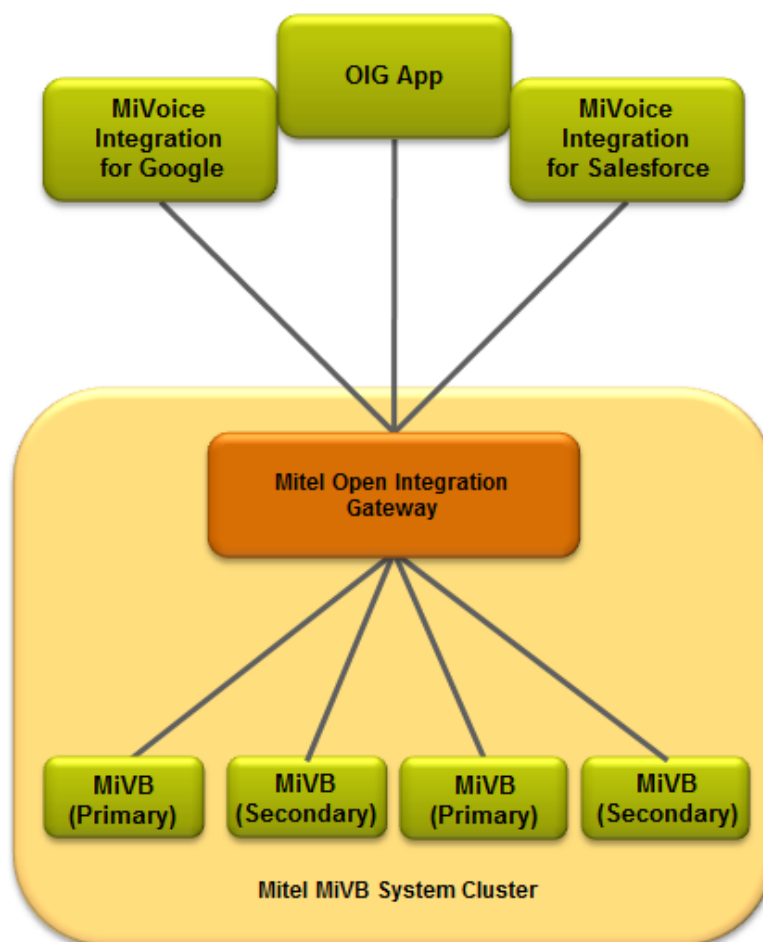 OIG App
MiVoice
Integration
for Google
MiVoice
Integration
for Salesforce
Mitel Open Integration
Gateway
MiVB
(Primary)
MiVB
(Secondary)
MiVB
(Primary)
MiVB
(Secondary)
Mitel MiVB System Cluster